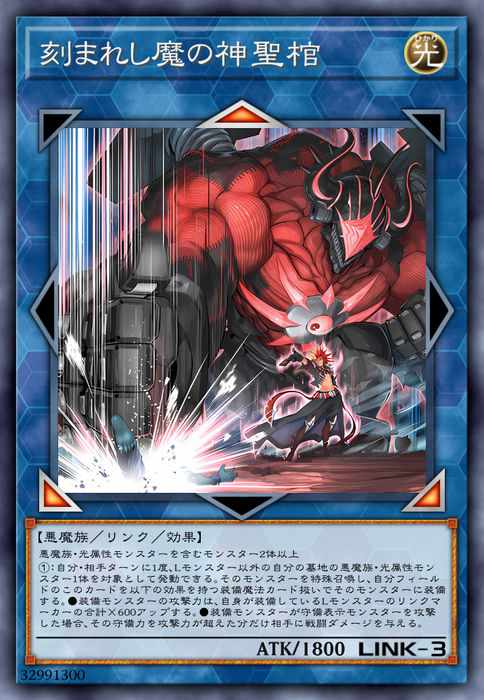 刻まれし魔の神聖棺
ひかり
光
【悪魔族／リンク／効果】
悪魔族・光属性モンスターを含むモンスター2体以上
①：自分・相手ターンに1度、Lモンスター以外の自分の墓地の悪魔族・光属性モン
スター1体を対象として発動できる。そのモンスターを特殊召喚し、自分フィール
ドのこのカードを以下の効果を持つ装備魔法カード扱いでそのモンスターに装備
する。●装備モンスターの攻撃力は、自身が装備しているLモンスターのリンクマ
ーカーの合計×600アップする。●装備モンスターが守備表示モンスターを攻撃
した場合、その守備力を攻撃力が超えた分だけ相手に戦闘ダメージを与える。
ATK/1800 LINK-3
32991300